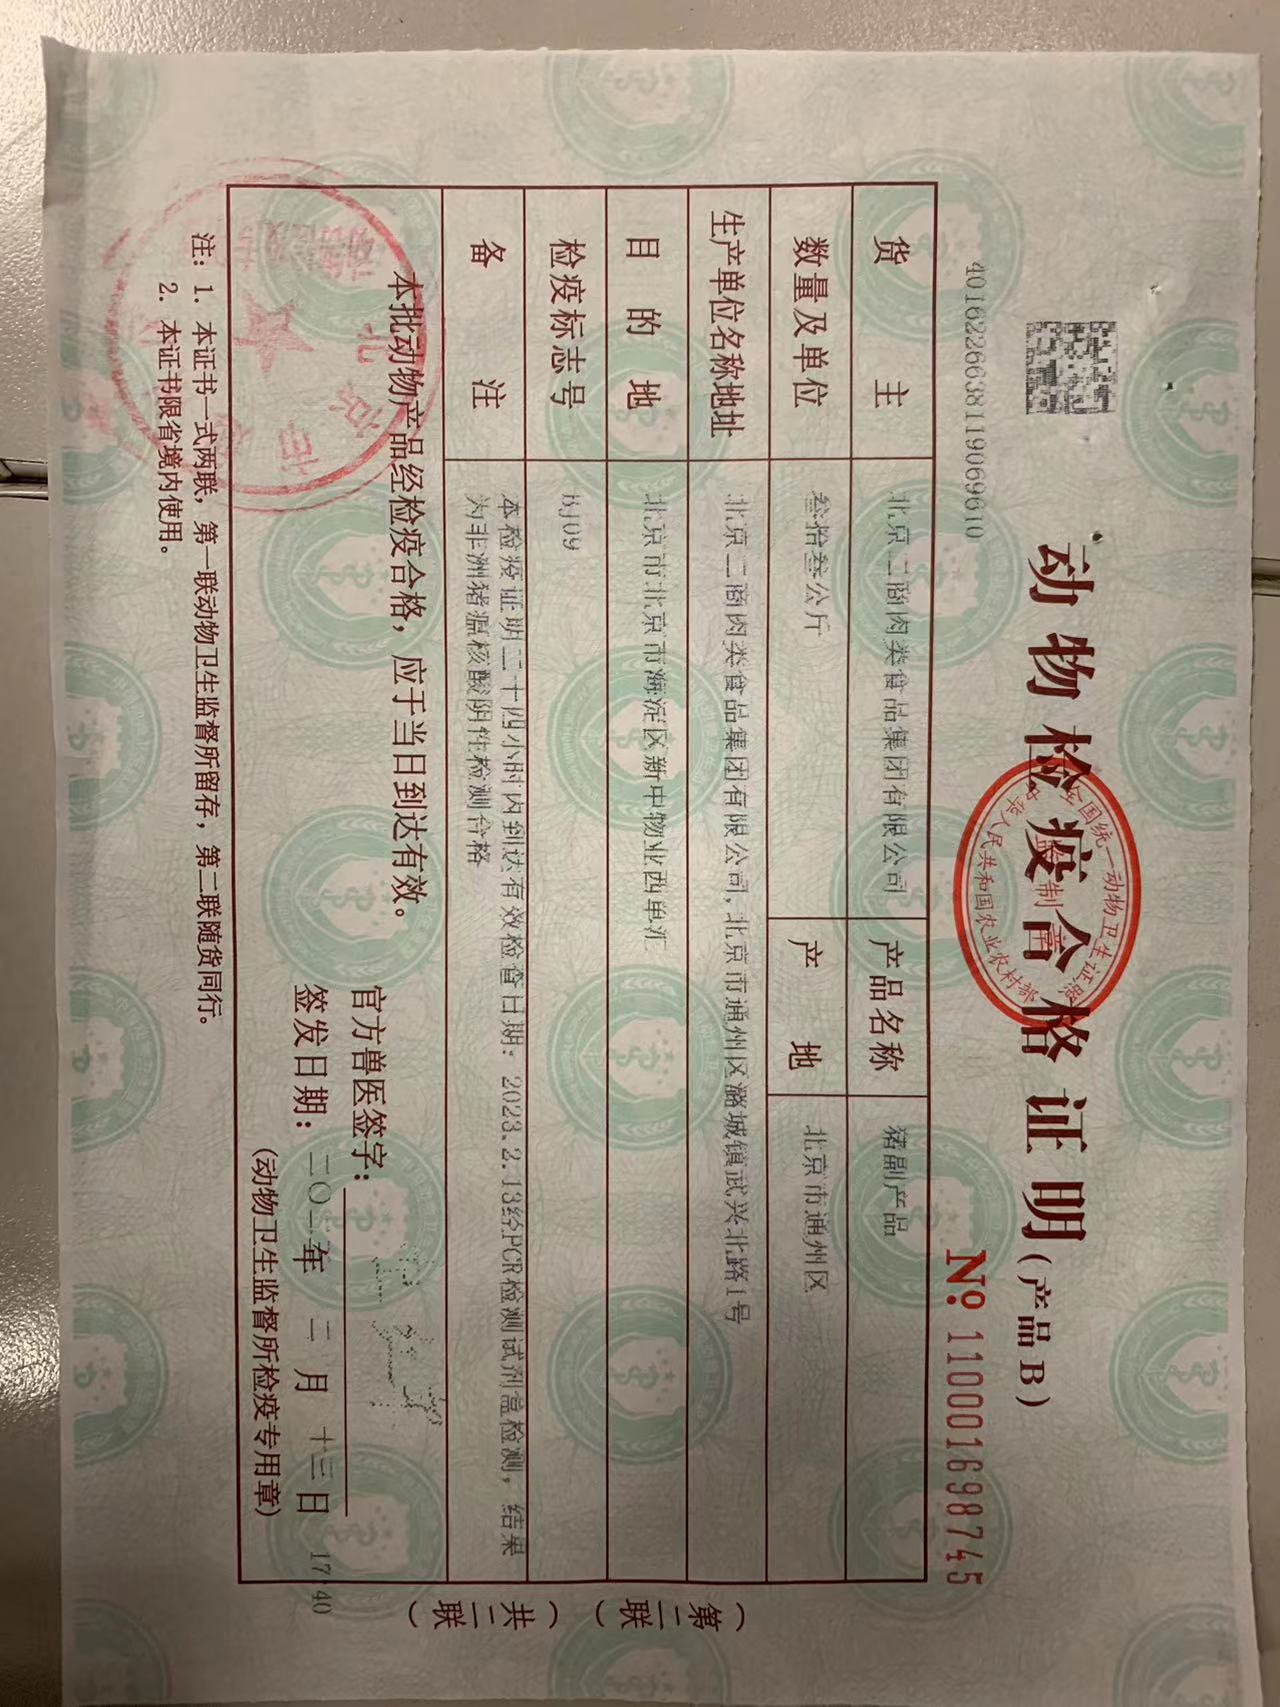 动物检疫合格证明(产品B)
4016226638119069610
No: 110001698745
货主 北京二商肉类食品集团有限公司 产品名称 猪副产品
数量及单位 叁拾叁公斤 产地 北京市通州区
生产单位名称地址 北京二商肉类食品集团有限公司,北京市通州区潞城镇武兴北路1号
目的地 北京市北京市海淀区新中物业西单汇
检疫标志号 BJ09
备注 本检疫证明二十四小时内到达有效检查日期:2023.2.13经PCR检测试剂盒检测,结果
为非洲猪瘟核酸阴性检测合格
本批动物产品经检疫合格,应于当日到达有效。
官方兽医签字:
签发日期: 二〇二 年 二 月 十三 日 17:40
(动物卫生监督所检疫专用章)
注:1. 本证书一式两联,第一联动物卫生监督所留存,第二联随货同行。
2. 本证书限省境内使用。
(第二联)
(共二联)
全国统一动物卫生证
监制章
中华人民共和国农业农村部
北京市